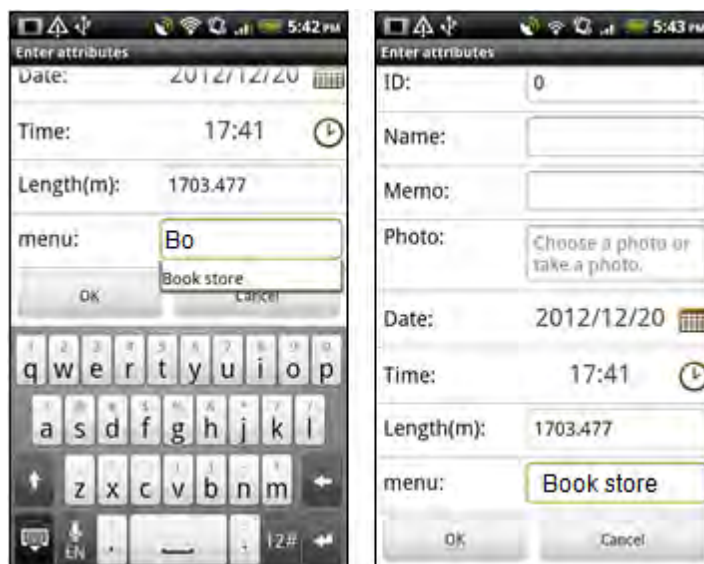 5:42 PM
Enter attributes
Date: 2012/12/20
Time: 17:41
Length(m): 1703.477
menu: Bo
Book store
OK Cancel
q w e r t y u i o p
a s d f g h j k l
z x c v b n m
EN . . 12#
5:43 PM
Enter attributes
ID: 0
Name:
Memo:
Photo: Choose a photo or
take a photo.
Date: 2012/12/20
Time: 17:41
Length(m): 1703.477
menu: Book store
OK Cancel